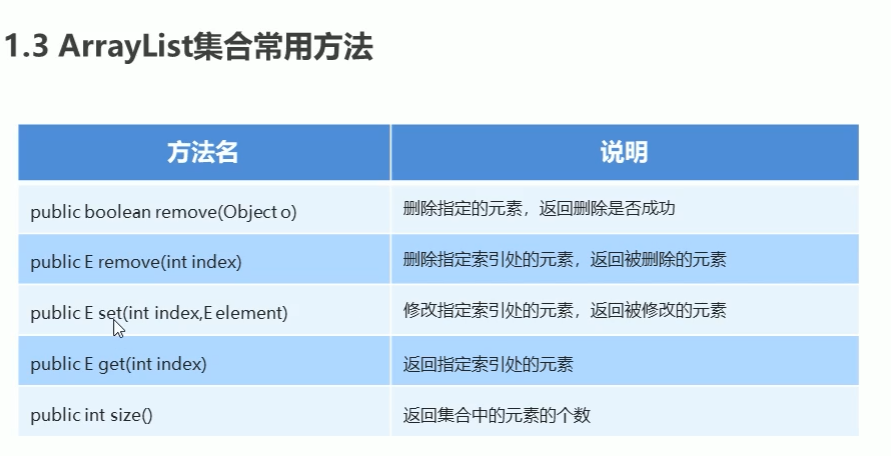 1.3 ArrayList集合常用方法
方法名 说明
public boolean remove(Object o) 删除指定的元素，返回删除是否成功
public E remove(int index) 删除指定索引处的元素，返回被删除的元素
public E set(int index,E element) 修改指定索引处的元素，返回被修改的元素
public E get(int index) 返回指定索引处的元素
public int size() 返回集合中的元素的个数